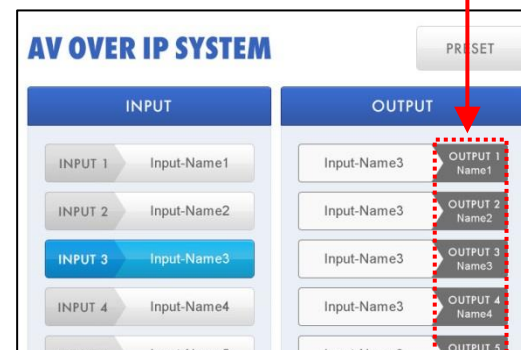 AV OVER IP SYSTEM
PRESET
INPUT
OUTPUT
INPUT 1 Input-Name1
Input-Name3 OUTPUT 1
Name1
INPUT 2 Input-Name2
Input-Name3 OUTPUT 2
Name2
INPUT 3 Input-Name3
Input-Name3 OUTPUT 3
Name3
INPUT 4 Input-Name4
Input-Name3 OUTPUT 4
Name4
OUTPUT 5